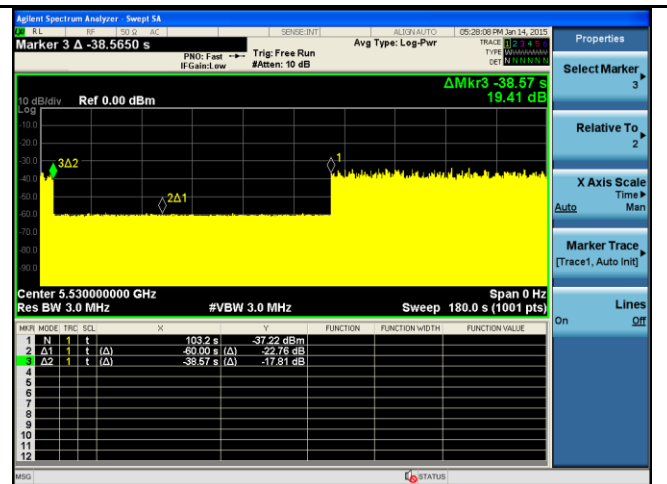 Agilent Spectrum Analyzer - Swept SA
RL RF 50 Ω AC SENSE:INT ALIGNAUTO 05:28:08 PM Jan 14, 2015
Marker 3 Δ -38.5650 s
PNO: Fast
IFGain:Low
Trig: Free Run
#Atten: 10 dB
Avg Type: Log-Pwr
TRACE 1 2 3 4 5 6
TYPE
DET N N N N N N
ΔMkr3 -38.57 s
19.41 dB
10 dB/div Ref 0.00 dBm
Log
-10.0
-20.0
-30.0
-40.0
-50.0
-60.0
-70.0
-80.0
-90.0
3Δ2
2Δ1
1
Center 5.530000000 GHz Span 0 Hz
Res BW 3.0 MHz #VBW 3.0 MHz Sweep 180.0 s (1001 pts)
MKR MODE TRC SCL X Y FUNCTION FUNCTION WIDTH FUNCTION VALUE
1 N 1 t 103.2 s -37.22 dBm
2 Δ1 1 t (Δ) -60.00 s (Δ) -22.76 dB
3 Δ2 1 t (Δ) -38.57 s (Δ) -17.81 dB
4
5
6
7
8
9
10
11
12
MSG STATUS
Properties
Select Marker
3
Relative To
2
X Axis Scale
Time
Auto Man
Marker Trace
[Trace1, Auto Init]
Lines
On Off